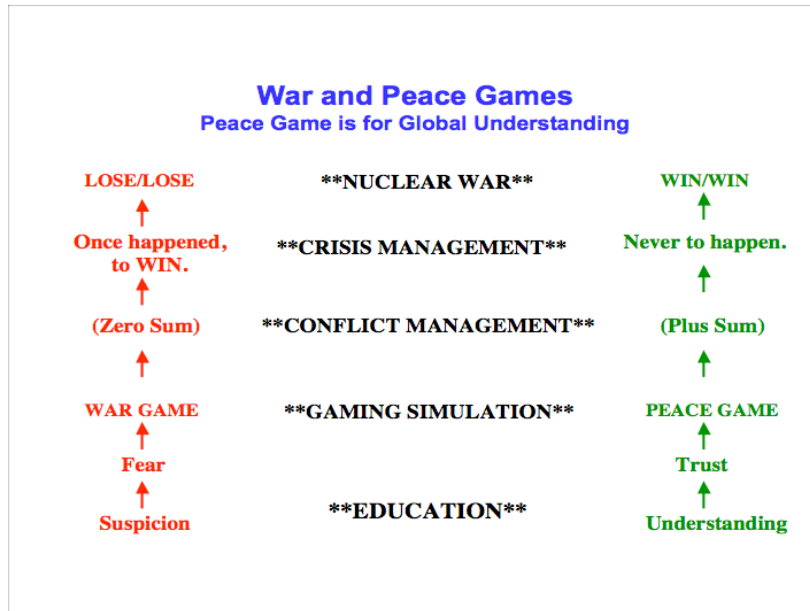 War and Peace Games
Peace Game is for Global Understanding
LOSE/LOSE **NUCLEAR WAR** WIN/WIN
Once happened, to WIN. **CRISIS MANAGEMENT** Never to happen.
(Zero Sum) **CONFLICT MANAGEMENT** (Plus Sum)
WAR GAME **GAMING SIMULATION** PEACE GAME
Fear Trust
Suspicion **EDUCATION** Understanding